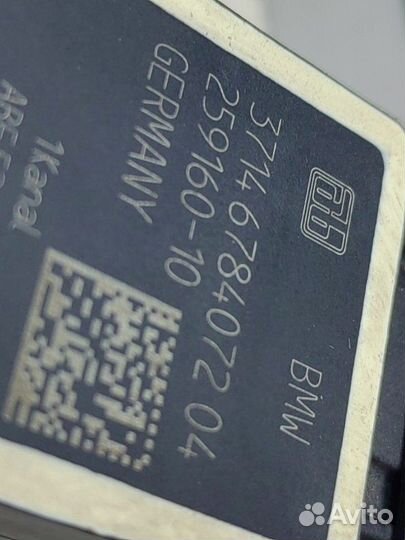 BMW
3714 6784072 04
259160-10
GERMANY
1Kanal
Avito